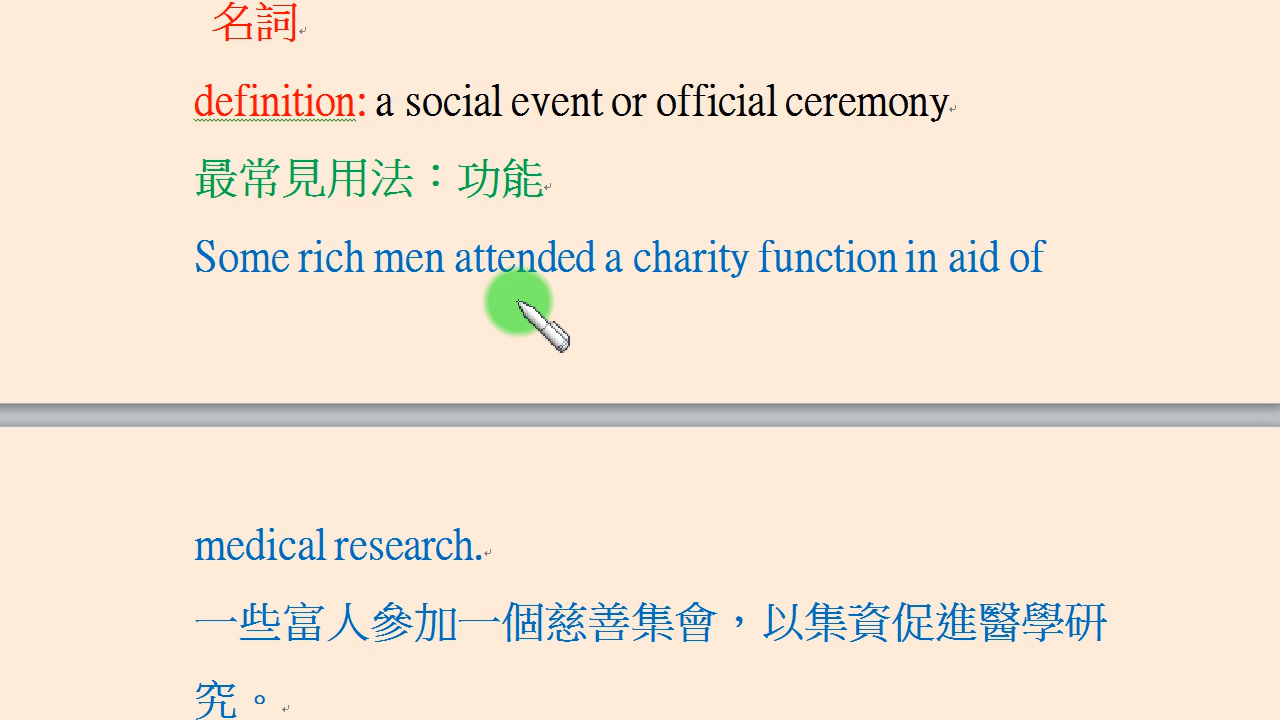 名詞
definition: a social event or official ceremony
最常見用法：功能
Some rich men attended a charity function in aid of
medical research.
一些富人參加一個慈善集會，以集資促進醫學研
究。